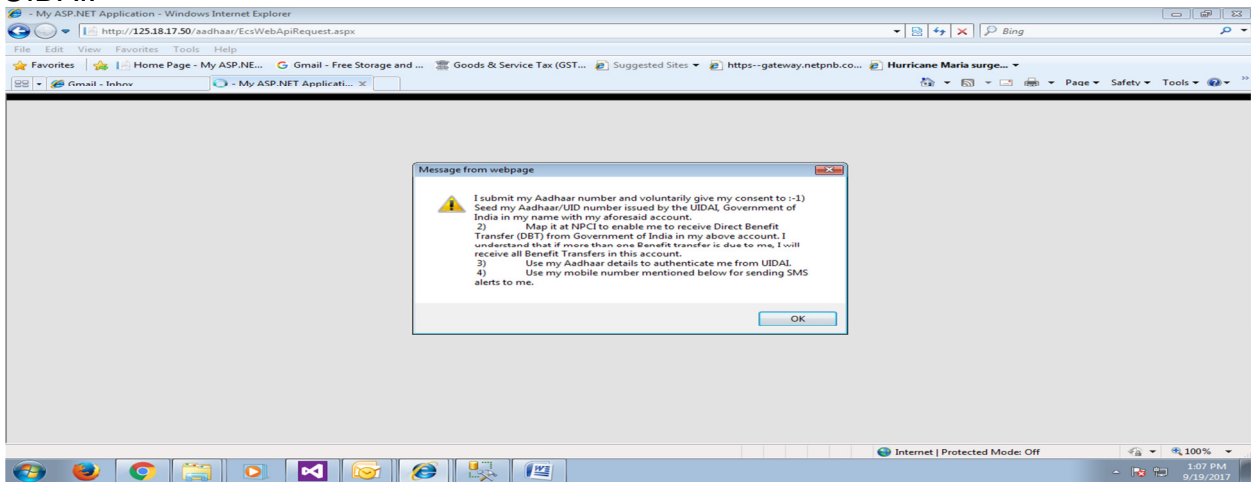 UIDAI.
- My ASP.NET Application - Windows Internet Explorer
http://125.18.17.50/aadhaar/EcsWebApiRequest.aspx
Bing
File Edit View Favorites Tools Help
Favorites Home Page - My ASP.NE... Gmail - Free Storage and ... Goods & Service Tax (GST... Suggested Sites https--gateway.netpnb.co... Hurricane Maria surge...
Gmail - Inbox - My ASP.NET Applicati... Page Safety Tools
Message from webpage
I submit my Aadhaar number and voluntarily give my consent to :-1)
Seed my Aadhaar/UID number issued by the UIDAI, Government of
India in my name with my aforesaid account.
2) Map it at NPCI to enable me to receive Direct Benefit
Transfer (DBT) from Government of India in my above account. I
understand that if more than one Benefit transfer is due to me, I will
receive all Benefit Transfers in this account.
3) Use my Aadhaar details to authenticate me from UIDAI.
4) Use my mobile number mentioned below for sending SMS
alerts to me.
OK
Internet | Protected Mode: Off 100%
1:07 PM
9/19/2017